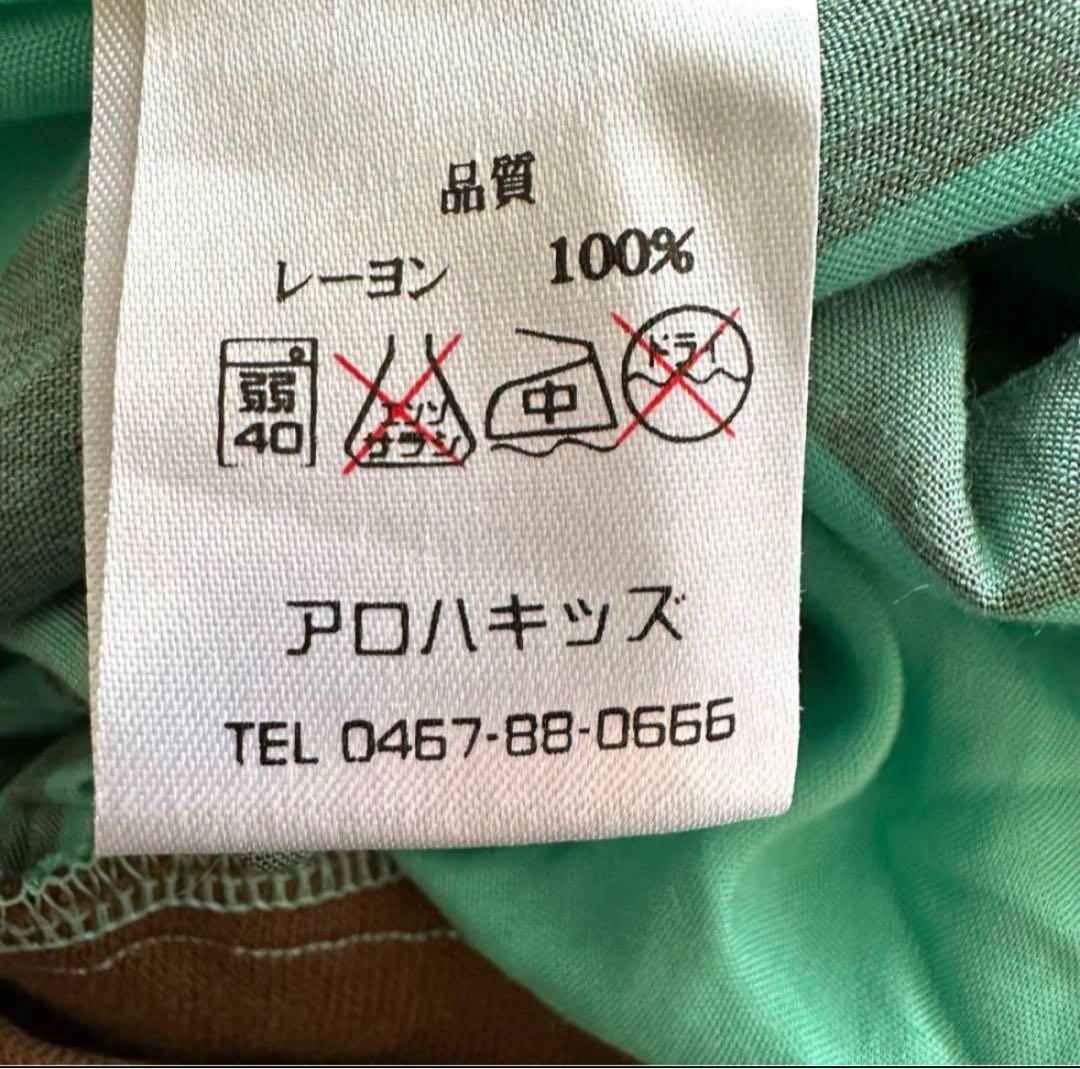 品質
レーヨン 100%
弱 40
エンソ サラシ
中
ドライ
アロハキッズ
TEL 0467-88-0666